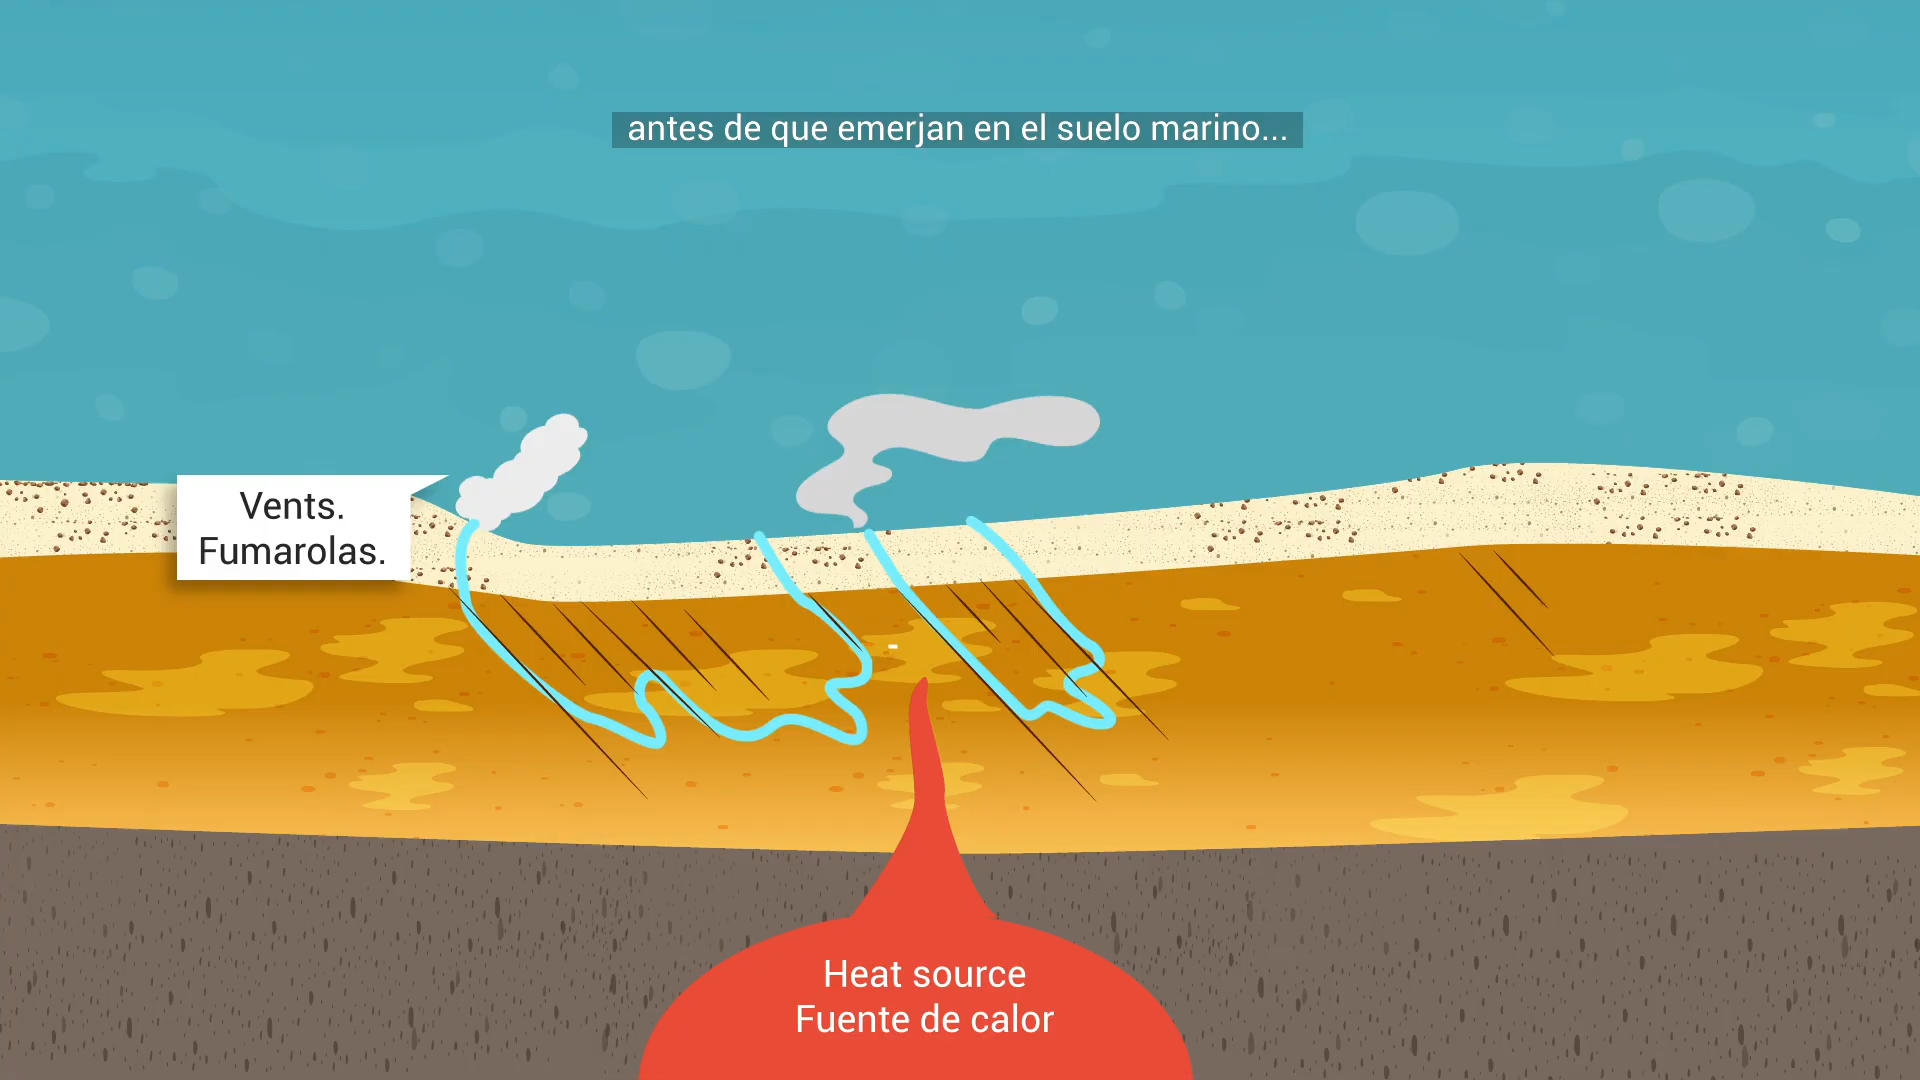 antes de que emerjan en el suelo marino...
Vents.
Fumarolas.
Heat source
Fuente de calor